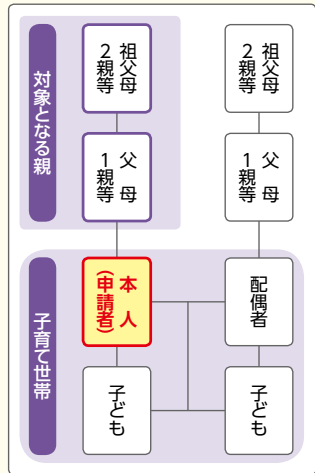 対象となる親
祖父母
2親等
祖父母
2親等
父 母
1親等
父 母
1親等
子育て世帯
本 人
(申請者)
配偶者
子ども
子ども